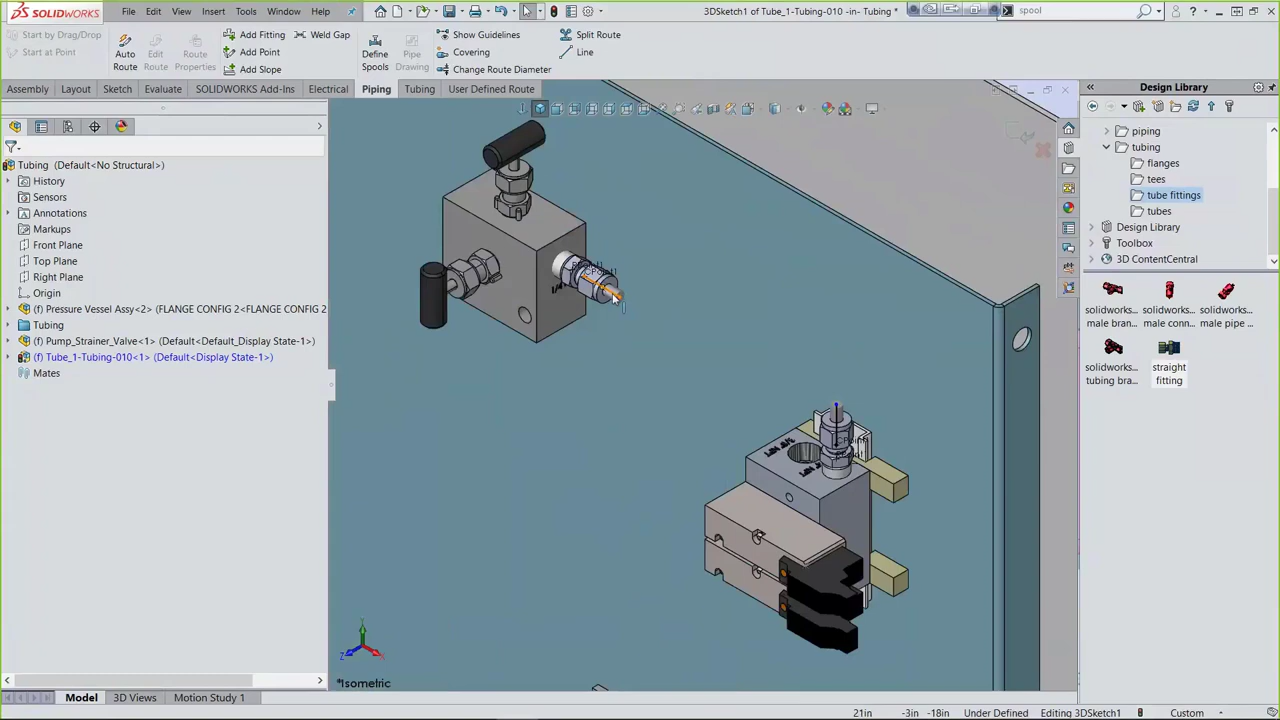 SOLIDWORKS
File Edit View Insert Tools Window Help
3DSketch1 of Tube_1-Tubing-010 -in- Tubing *
spool
Start by Drag/Drop
Start at Point
Auto Route
Edit Route
Route Properties
Add Fitting
Weld Gap
Add Point
Add Slope
Define Spools
Pipe Drawing
Show Guidelines
Covering
Change Route Diameter
Split Route
Line
Assembly Layout Sketch Evaluate SOLIDWORKS Add-Ins Electrical Piping Tubing User Defined Route
Tubing (Default<No Structural>)
History
Sensors
Annotations
Markups
Front Plane
Top Plane
Right Plane
Origin
(f) Pressure Vessel Assy<2> (FLANGE CONFIG 2<FLANGE CONFIG 2
Tubing
(f) Pump_Strainer_Valve<1> (Default<Default_Display State-1>)
(f) Tube_1-Tubing-010<1> (Default<Display State-1>)
Mates
*Isometric
Z
Model 3D Views Motion Study 1
21in -3in -18in Under Defined Editing 3DSketch1 Custom
Design Library
piping
tubing
flanges
tees
tube fittings
tubes
Design Library
Toolbox
3D ContentCentral
solidworks... male bran...
solidworks... male conn...
solidworks... male pipe ...
solidworks... tubing bra...
straight fitting